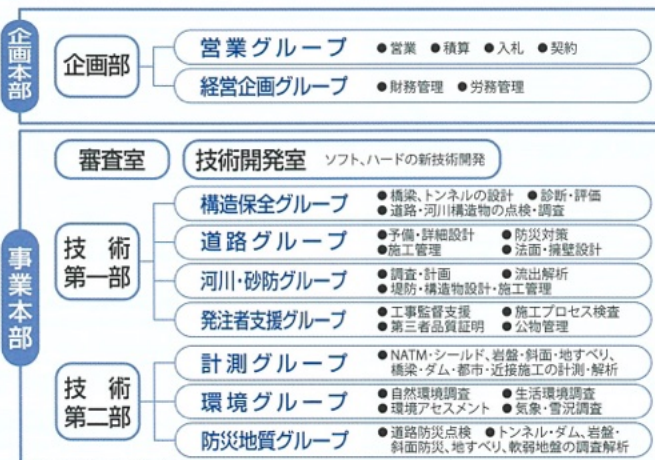 企画本部
企画部
営業グループ ●営業 ●積算 ●入札 ●契約
経営企画グループ ●財務管理 ●労務管理
事業本部
審査室
技術開発室 ソフト、ハードの新技術開発
技術第一部
構造保全グループ
●橋梁、トンネルの設計 ●診断・評価
●道路・河川構造物の点検・調査
道路グループ
●予備・詳細設計 ●防災対策
●施工管理 ●法面・擁壁設計
河川・砂防グループ
●調査・計画 ●流出解析
●堤防・構造物設計・施工管理
発注者支援グループ
●工事監督支援 ●施工プロセス検査
●第三者品質証明 ●公物管理
技術第二部
計測グループ
●NATM・シールド、岩盤・斜面・地すべり、
橋梁・ダム・都市・近接施工の計測・解析
環境グループ
●自然環境調査 ●生活環境調査
●環境アセスメント ●気象・雪況調査
防災地質グループ
●道路防災点検 ●トンネル・ダム、岩盤・
斜面防災、地すべり、軟弱地盤の調査解析